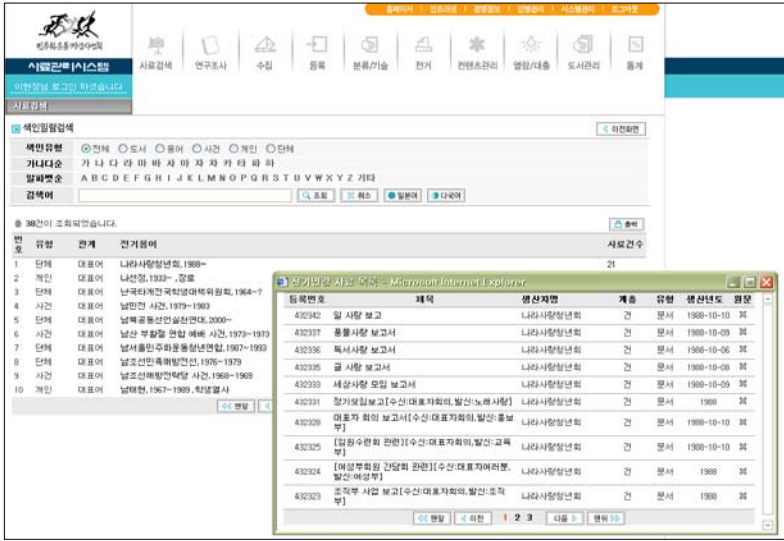 홈페이지 | 인트라넷 | 경영정보 | 인명관리 | 시스템관리 | 로그아웃
민주화운동기념사업회
사료관리시스템
사료검색 연구조사 수집 등록 분류/기술 전거 컨텐츠관리 열람/대출 도서관리 통계
로그인 하셨습니다
사료검색
색인일람검색
이전화면
색인유형 전체 도서 용어 사건 개인 단체
가나다순 가 나 다 라 마 바 사 아 자 차 카 타 파 하
알파벳순 A B C D E F G H I J K L M N O P Q R S T U V W X Y Z 기타
검색어 조회 취소 일본어 다국어
총 38건이 조회되었습니다.
출력
번호 유형 관계 전거용어 사료건수
1 단체 대표어 나라사랑청년회,1988~ 21
2 개인 대표어 나선정,1933~ ,장로
3 단체 대표어 난국타개전국학생대책위원회,1964~?
4 사건 대표어 남민전 사건,1979~1983
5 단체 대표어 남북공동선언실천연대,2000~
6 사건 대표어 남산 부활절 연합 예배 사건,1973~1973
7 단체 대표어 남서울민주화운동청년연합,1987~1993
8 단체 대표어 남조선민족해방전선,1976~1979
9 사건 대표어 남조선해방전략당 사건,1968~1969
10 개인 대표어 남태현,1967~1989,학생열사
맨앞
전거연결 사료 목록 - Microsoft Internet Explorer
등록번호 제목 생산자명 계층 유형 생산년도 원문
432342 일 사랑 보고 나라사랑청년회 건 문서 1988-10-10
432337 풍물사랑 보고서 나라사랑청년회 건 문서 1988-10-09
432336 독서사랑 보고서 나라사랑청년회 건 문서 1988-10-06
432335 글 사랑 보고서 나라사랑청년회 건 문서 1988-10-08
432333 세상사랑 모임 보고서 나라사랑청년회 건 문서 1988-10-09
432331 정기모임보고[수신:대표자회의,발신:노래사랑] 나라사랑청년회 건 문서 1988
432328 대표자 회의 보고서[수신:대표자회의,발신:홍보부] 나라사랑청년회 건 문서 1988-10-10
432325 [임원수련회 관련][수신:대표자회의,발신:교육부] 나라사랑청년회 건 문서 1988-10-10
432324 [여성부회원 간담회 관련][수신:대표자여러분,발신:여성부] 나라사랑청년회 건 문서 1988
432323 조직부 사업 보고[수신:대표자회의,발신:조직부] 나라사랑청년회 건 문서 1988
맨앞 이전 1 2 3 다음 맨뒤